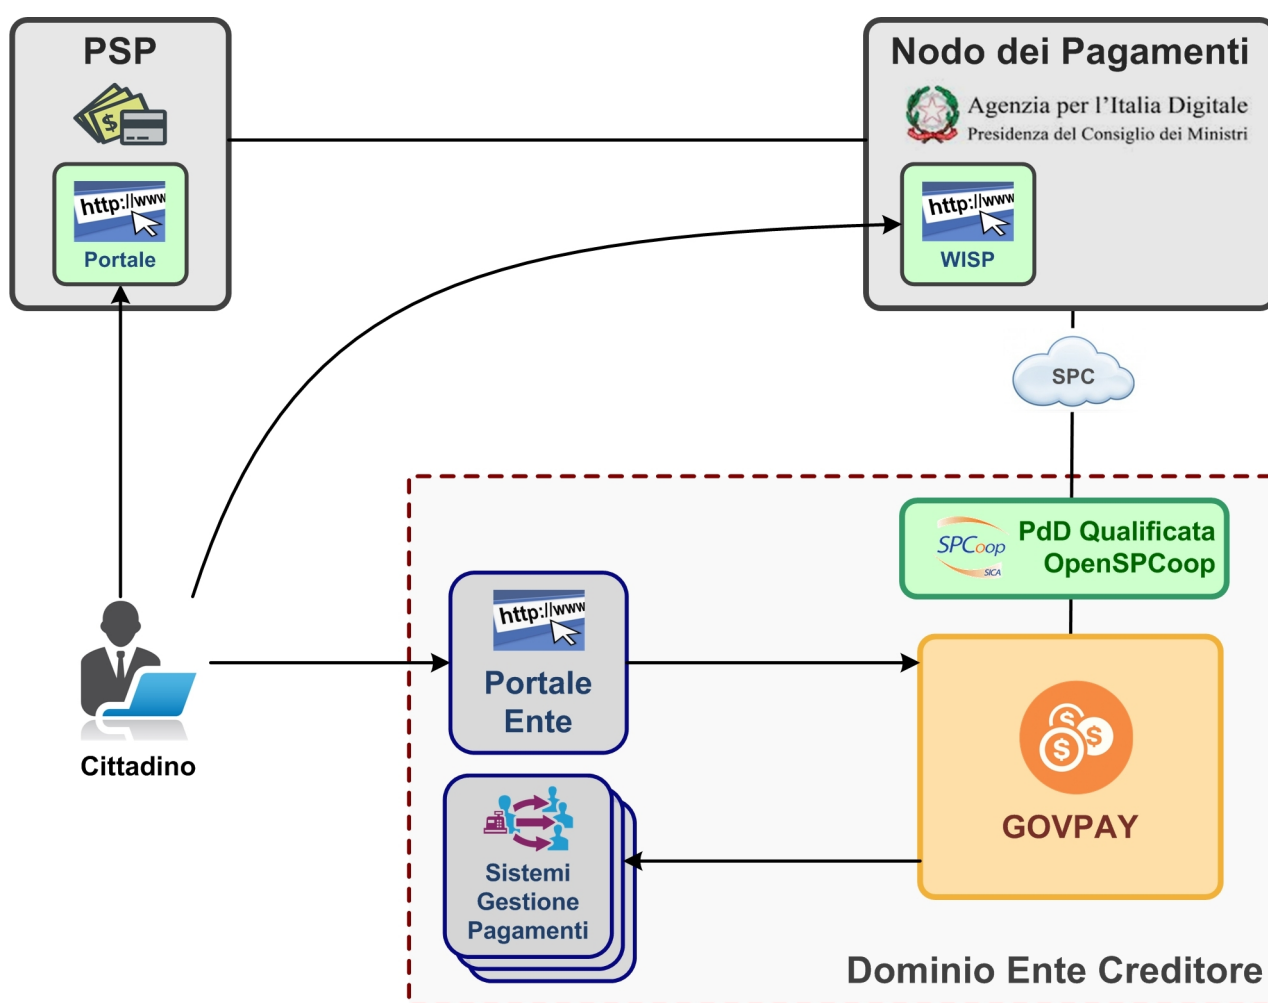 PSP
Nodo dei Pagamenti
Agenzia per l'Italia Digitale
Presidenza del Consiglio dei Ministri
http://www
Portale
http://www
WISP
SPC
SPCoop
SICA
PdD Qualificata
OpenSPCoop
http://www
Portale
Ente
Cittadino
GOVPAY
Sistemi
Gestione
Pagamenti
Dominio Ente Creditore